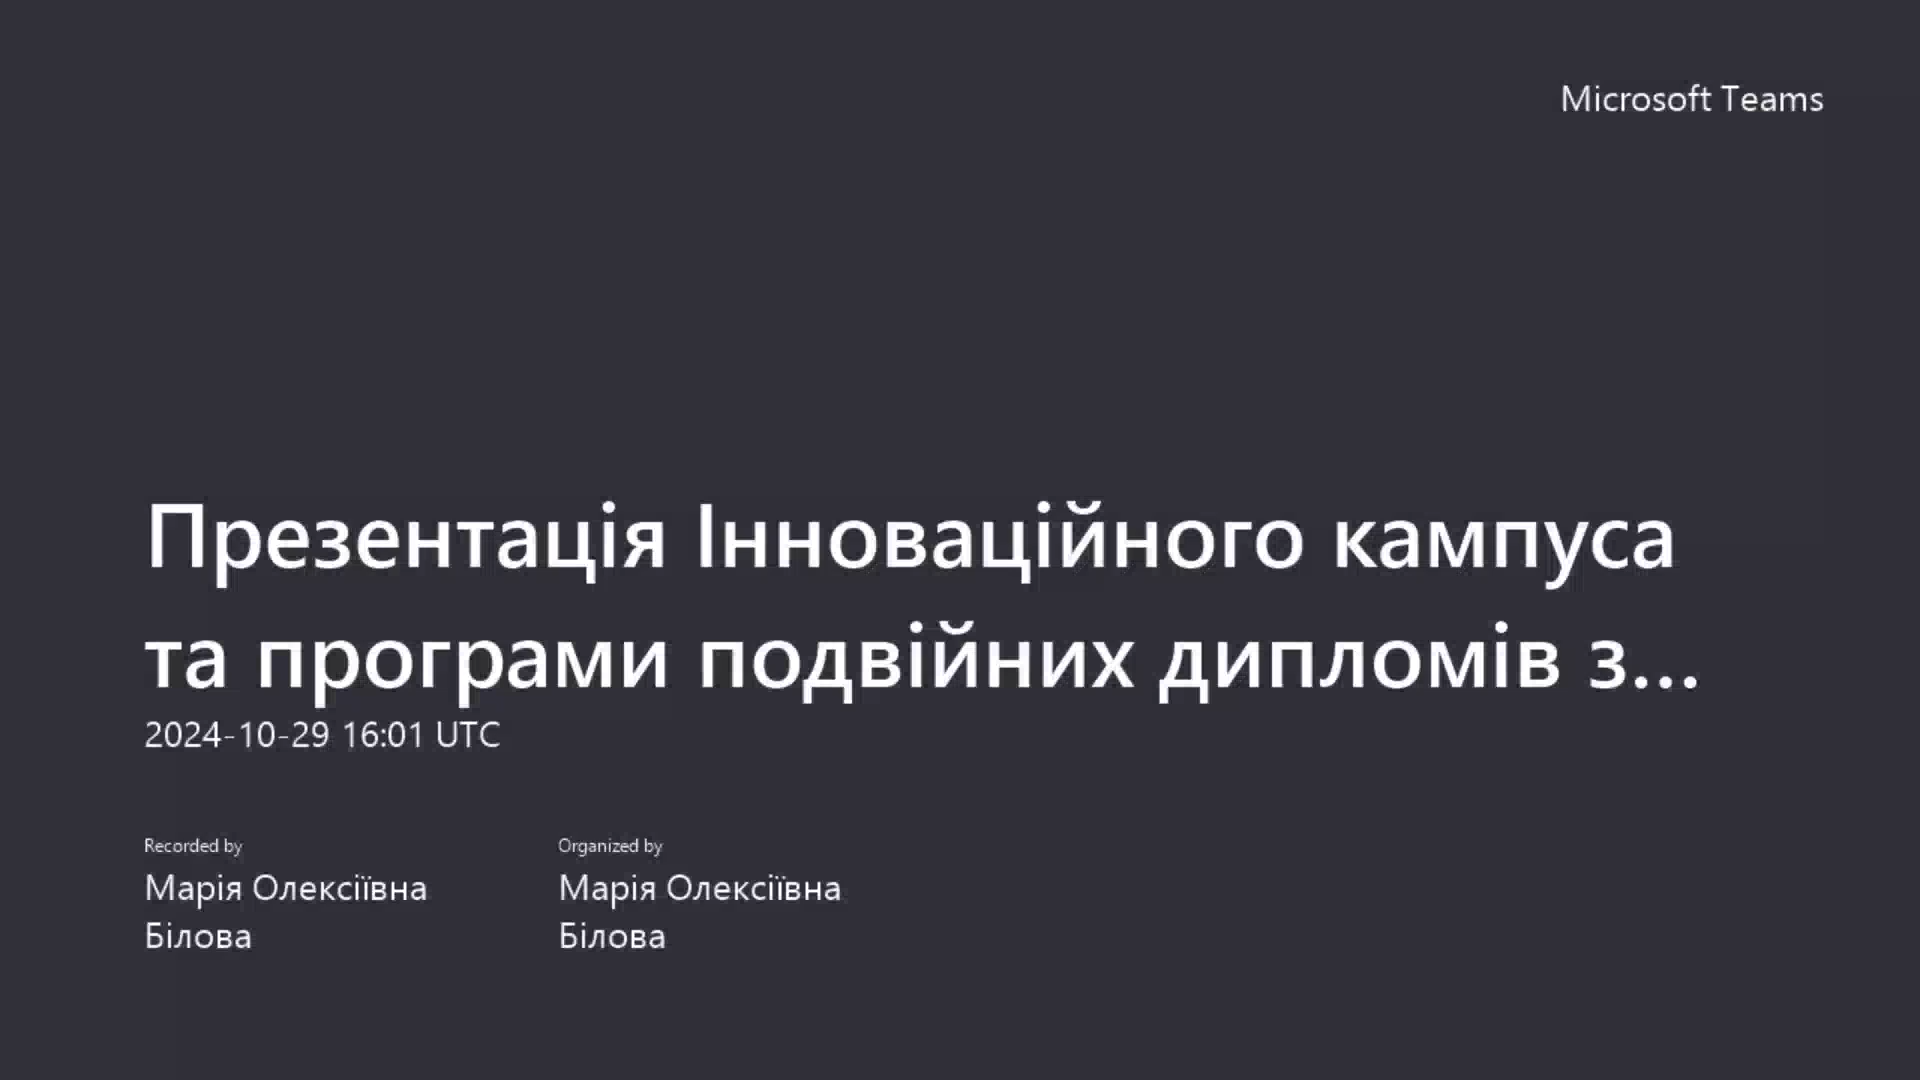 Microsoft Teams
Презентація Інноваційного кампуса
та програми подвійних дипломів з...
2024-10-29 16:01 UTC
Recorded by
Марія Олексіївна
Білова
Organized by
Марія Олексіївна
Білова